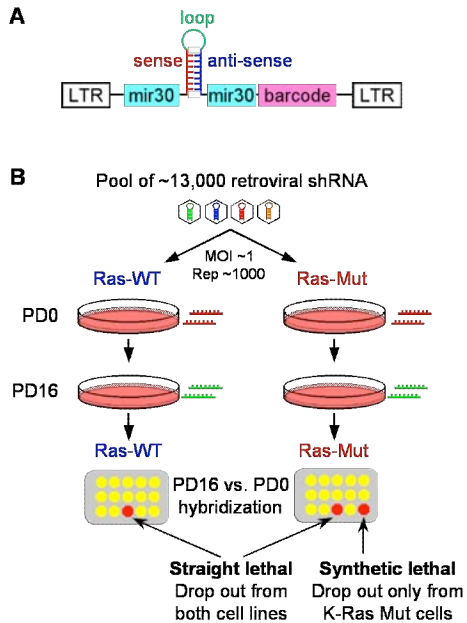 A
loop
sense anti-sense
LTR mir30 mir30 barcode LTR
B
Pool of ~13,000 retroviral shRNA
MOI ~1
Rep ~1000
Ras-WT Ras-Mut
PD0
PD16
Ras-WT Ras-Mut
PD16 vs. PD0
hybridization
Straight lethal
Drop out from
both cell lines
Synthetic lethal
Drop out only from
K-Ras Mut cells